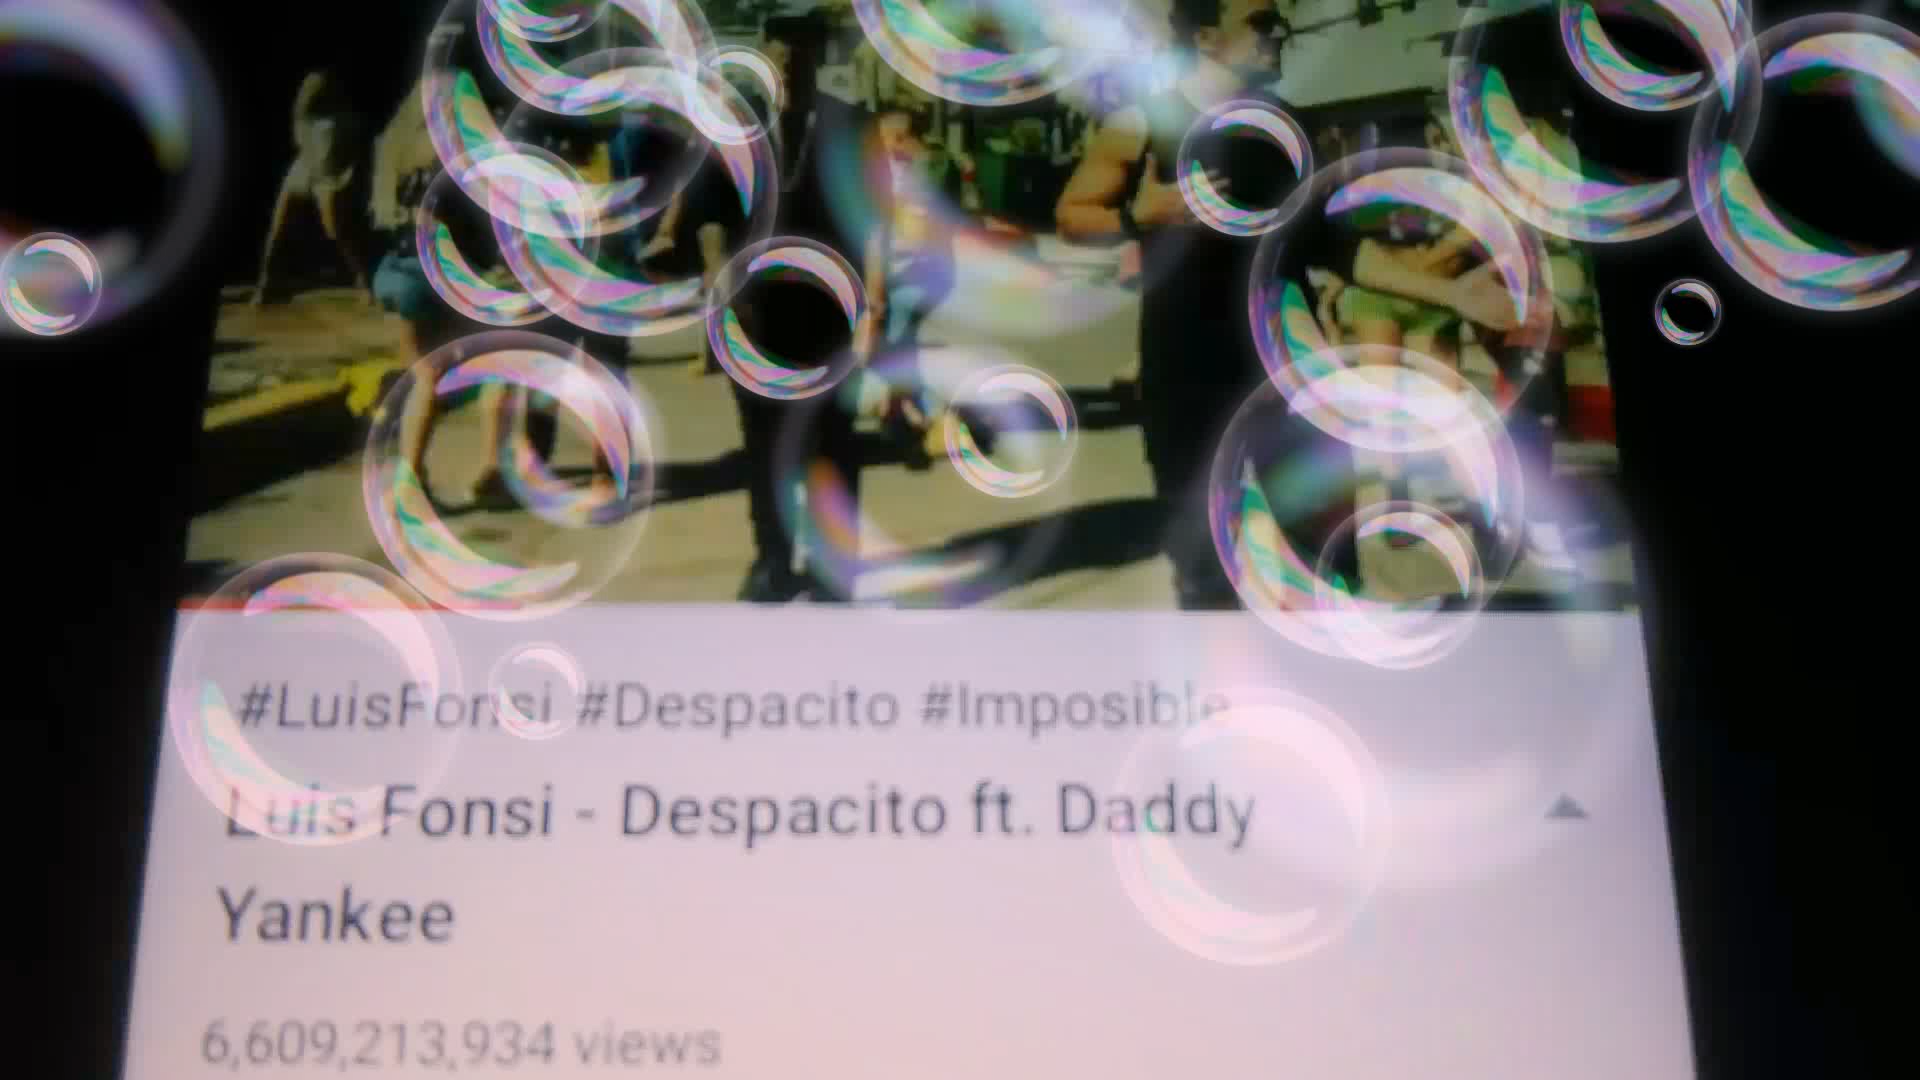 #LuisFonsi #Despacito #Imposible
Luis Fonsi - Despacito ft. Daddy
Yankee
6,609,213,934 views